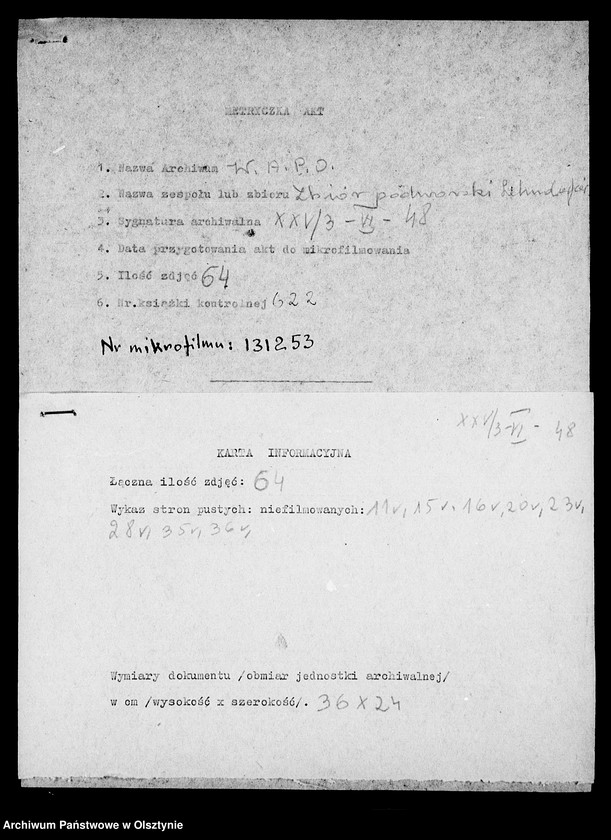 METRYCZKA AKT
1. Nazwa Archiwum W.A.P.O.
2. Nazwa zespołu lub zbioru Zbiór podworski
3. Sygnatura archiwalna XXV/3 - VI - 48
4. Data przygotowania akt do mikrofilmowania
5. Ilość zdjęć 64
6. Nr.książki kontrolnej 622
Nr mikrofilmu: 131253
XXV/3-VI- 48
KARTA INFORMACYJNA
Łączna ilość zdjęć: 64
Wykaz stron pustych: niefilmowanych: 11v, 15v. 16v, 20v, 23v,
28v, 35v, 36v,
Wymiary dokumentu /obmiar jednostki archiwalnej/
w cm /wysokość x szerokość/. 36 x 24
Archiwum Państwowe w Olsztynie